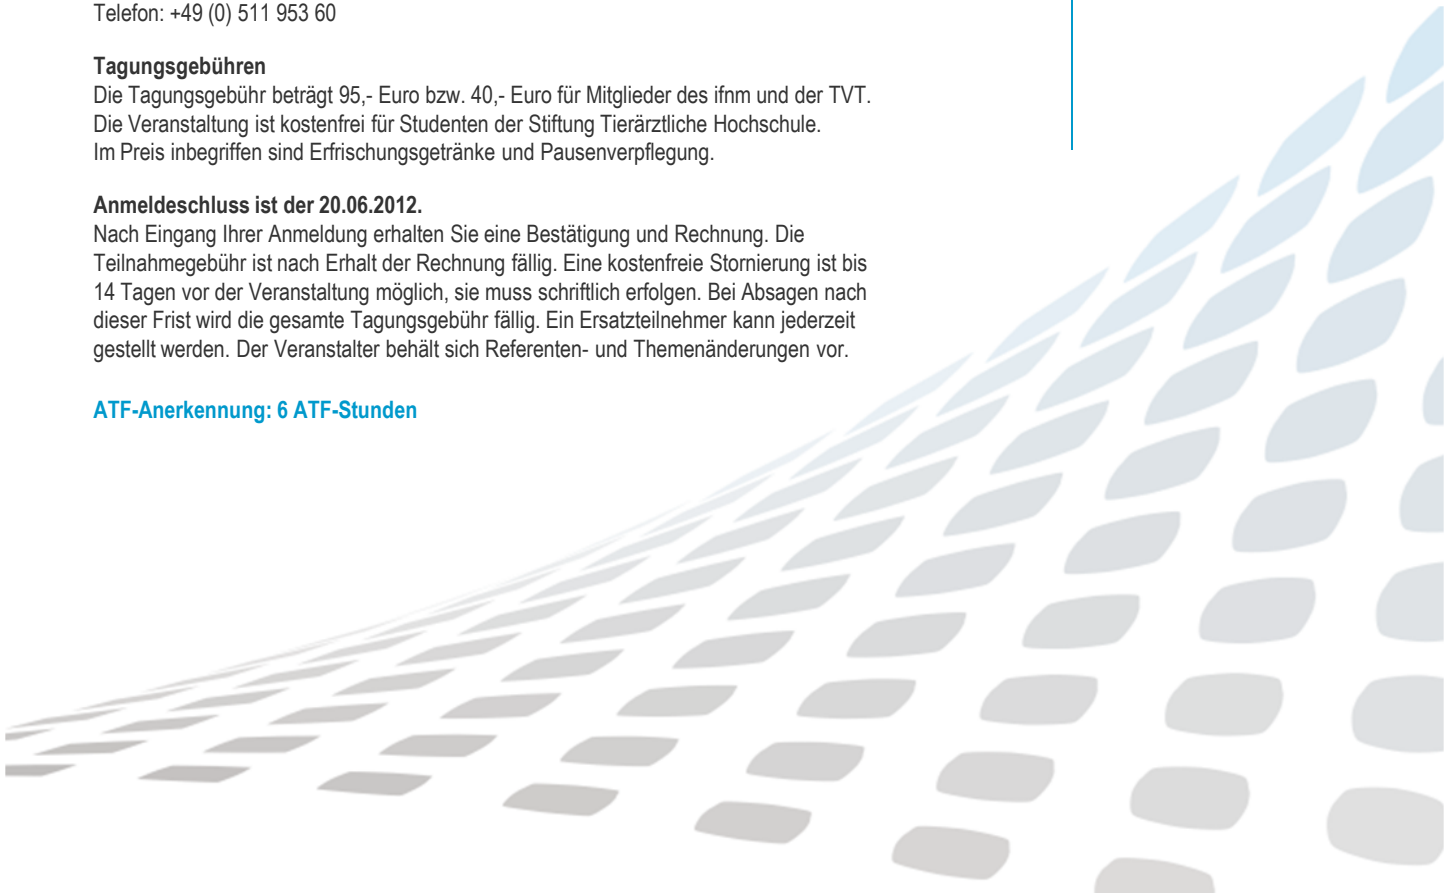 Telefon: +49 (0) 511 953 60
Tagungsgebühren
Die Tagungsgebühr beträgt 95,- Euro bzw. 40,- Euro für Mitglieder des ifnm und der TVT.
Die Veranstaltung ist kostenfrei für Studenten der Stiftung Tierärztliche Hochschule.
Im Preis inbegriffen sind Erfrischungsgetränke und Pausenverpflegung.
Anmeldeschluss ist der 20.06.2012.
Nach Eingang Ihrer Anmeldung erhalten Sie eine Bestätigung und Rechnung. Die
Teilnahmegebühr ist nach Erhalt der Rechnung fällig. Eine kostenfreie Stornierung ist bis
14 Tagen vor der Veranstaltung möglich, sie muss schriftlich erfolgen. Bei Absagen nach
dieser Frist wird die gesamte Tagungsgebühr fällig. Ein Ersatzteilnehmer kann jederzeit
gestellt werden. Der Veranstalter behält sich Referenten- und Themenänderungen vor.
ATF-Anerkennung: 6 ATF-Stunden